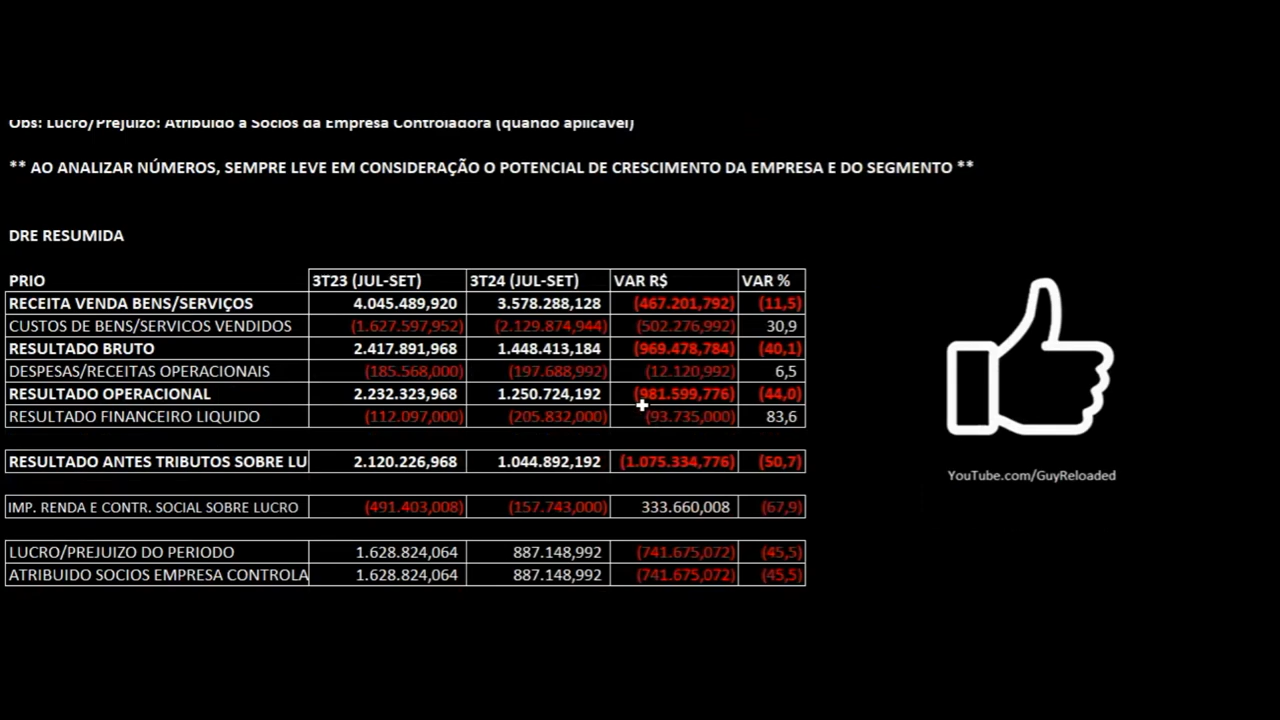 Obs: Lucro/Prejuízo: Atribuído a Sócios da Empresa Controladora (quando aplicável)
** AO ANALIZAR NÚMEROS, SEMPRE LEVE EM CONSIDERAÇÃO O POTENCIAL DE CRESCIMENTO DA EMPRESA E DO SEGMENTO **
DRE RESUMIDA
PRIO 3T23 (JUL-SET) 3T24 (JUL-SET) VAR R$ VAR %
RECEITA VENDA BENS/SERVIÇOS 4.045.489,920 3.578.288,128 (467.201,792) (11,5)
CUSTOS DE BENS/SERVICOS VENDIDOS (1.627.597,952) (2.129.874,944) (502.276,992) 30,9
RESULTADO BRUTO 2.417.891,968 1.448.413,184 (969.478,784) (40,1)
DESPESAS/RECEITAS OPERACIONAIS (185.568,000) (197.688,992) (12.120,992) 6,5
RESULTADO OPERACIONAL 2.232.323,968 1.250.724,192 (981.599,776) (44,0)
RESULTADO FINANCEIRO LIQUIDO (112.097,000) (205.832,000) (93.735,000) 83,6
RESULTADO ANTES TRIBUTOS SOBRE LU 2.120.226,968 1.044.892,192 (1.075.334,776) (50,7)
IMP. RENDA E CONTR. SOCIAL SOBRE LUCRO (491.403,008) (157.743,000) 333.660,008 (67,9)
LUCRO/PREJUIZO DO PERIODO 1.628.824,064 887.148,992 (741.675,072) (45,5)
ATRIBUIDO SOCIOS EMPRESA CONTROLA 1.628.824,064 887.148,992 (741.675,072) (45,5)
YouTube.com/GuyReloaded